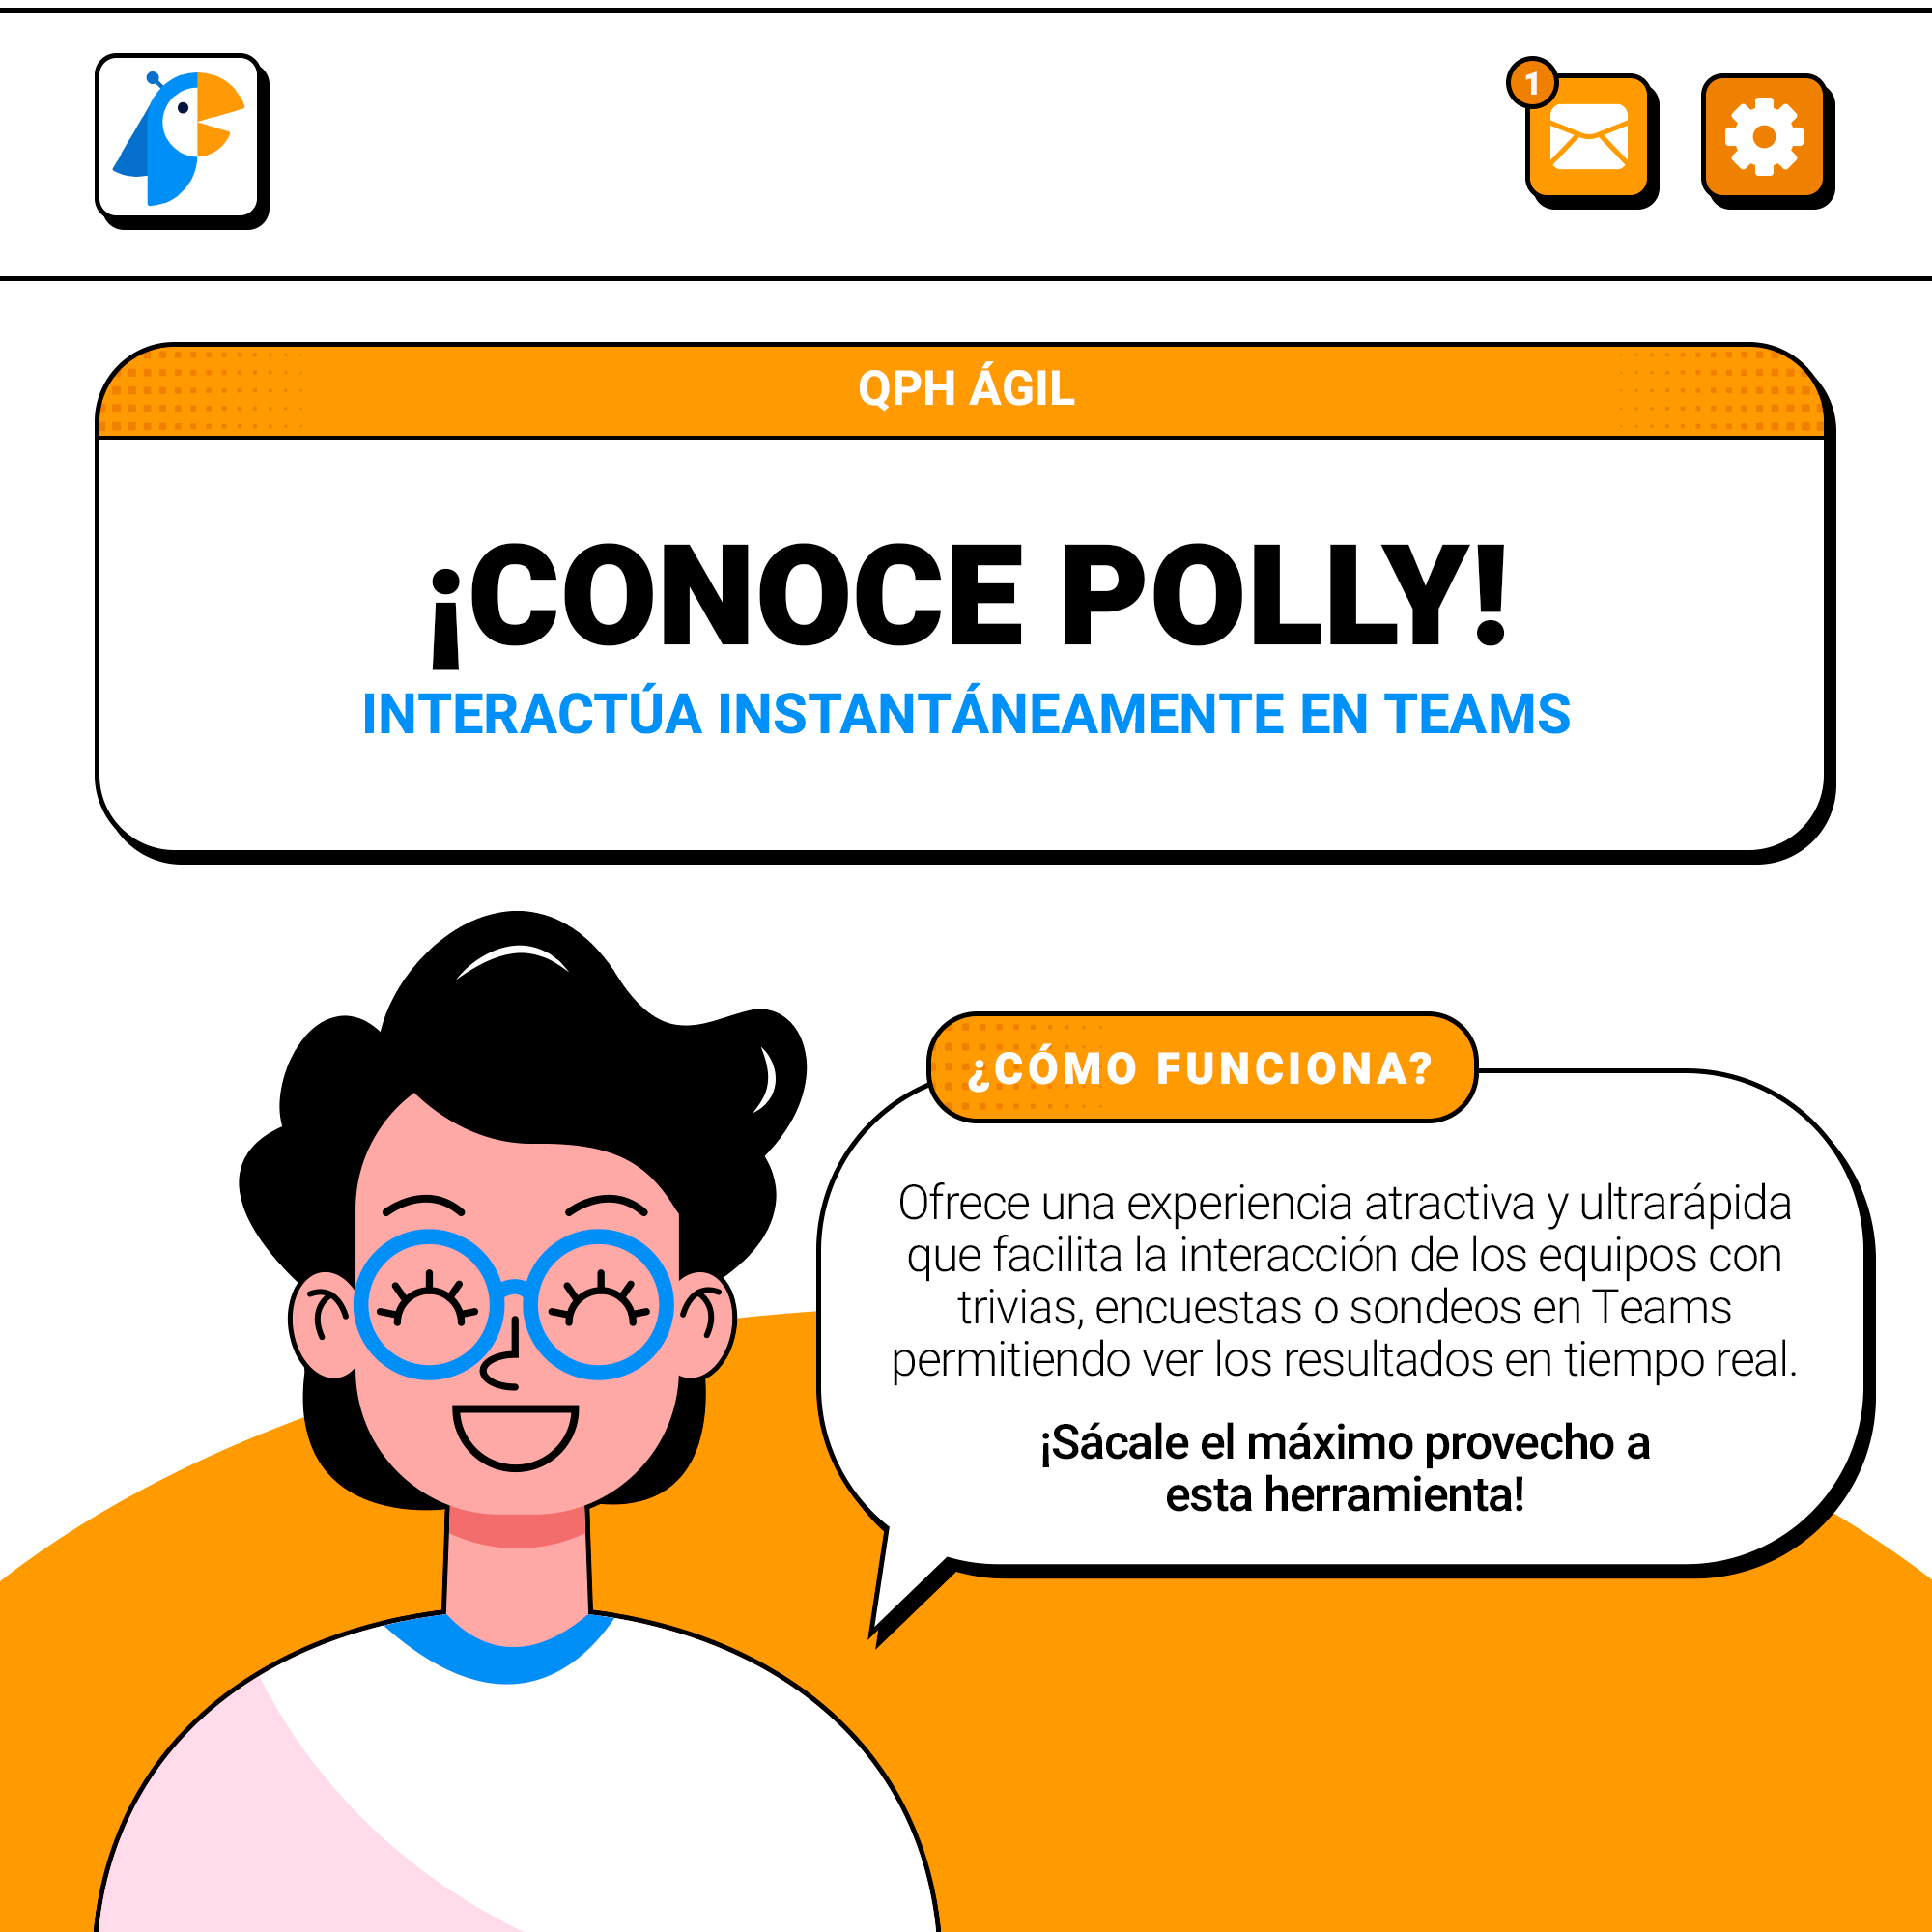 1
QPH ÁGIL
¡CONOCE POLLY!
INTERACTÚA INSTANTÁNEAMENTE EN TEAMS
¿CÓMO FUNCIONA?
Ofrece una experiencia atractiva y ultrarápida
que facilita la interacción de los equipos con
trivias, encuestas o sondeos en Teams
permitiendo ver los resultados en tiempo real.
¡Sácale el máximo provecho a
esta herramienta!